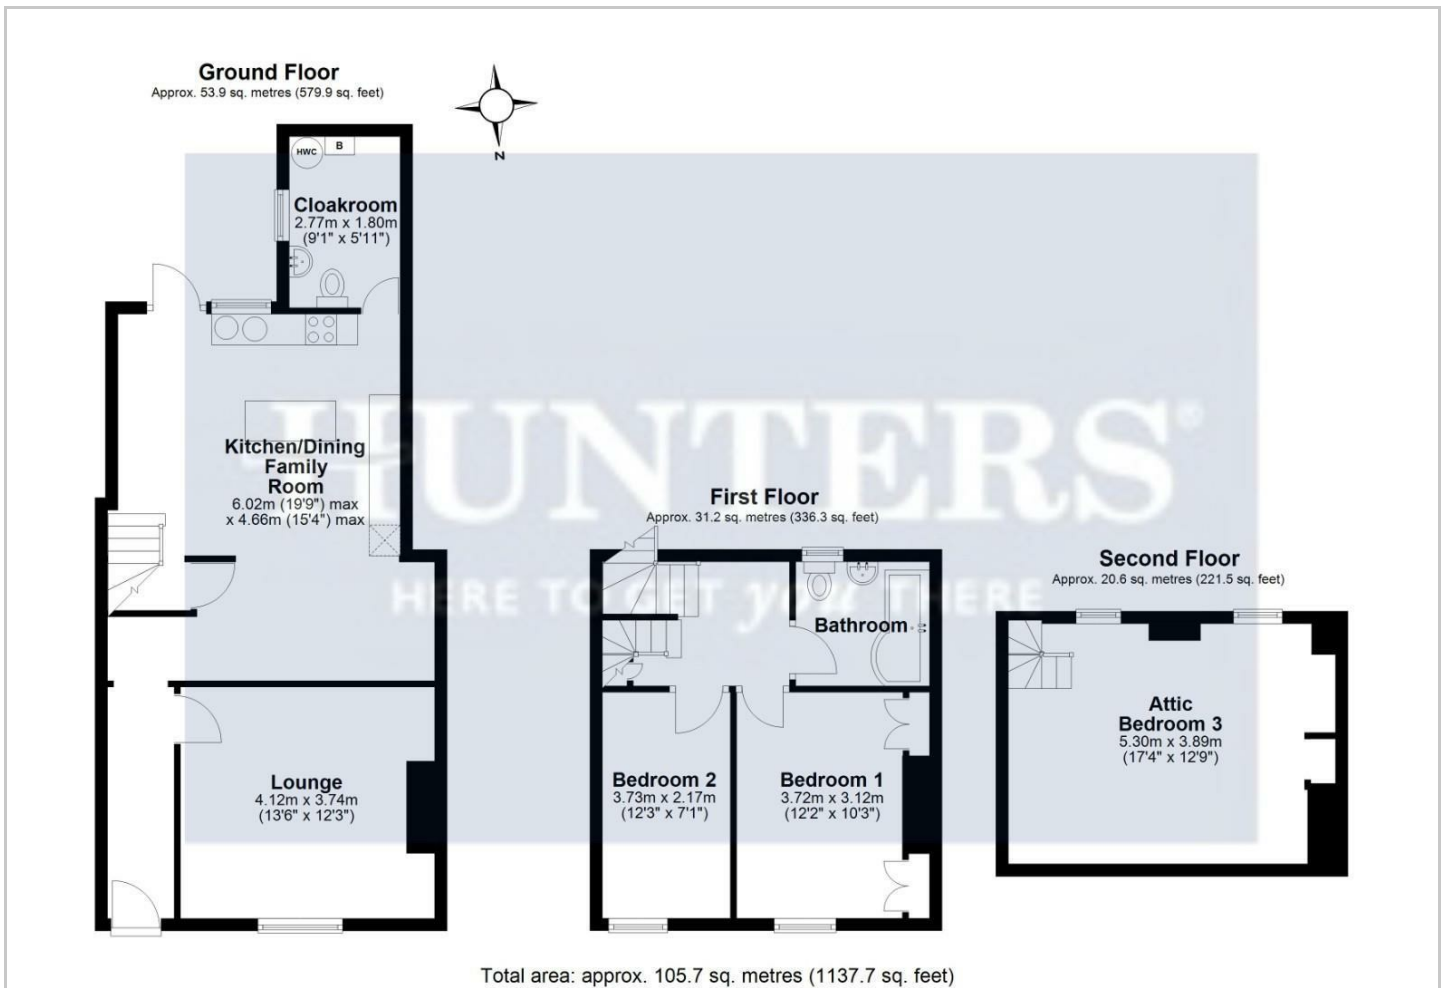 Ground Floor
Approx. 53.9 sq. metres (579.9 sq. feet)
N
HWC
B
Cloakroom
2.77m x 1.80m
(9'1" x 5'11")
Kitchen/Dining
Family
Room
6.02m (19'9") max
x 4.66m (15'4") max
Lounge
4.12m x 3.74m
(13'6" x 12'3")
HUNTERS®
HERE TO GET you THERE
First Floor
Approx. 31.2 sq. metres (336.3 sq. feet)
Bathroom
Bedroom 2
3.73m x 2.17m
(12'3" x 7'1")
Bedroom 1
3.72m x 3.12m
(12'2" x 10'3")
Second Floor
Approx. 20.6 sq. metres (221.5 sq. feet)
Attic
Bedroom 3
5.30m x 3.89m
(17'4" x 12'9")
Total area: approx. 105.7 sq. metres (1137.7 sq. feet)